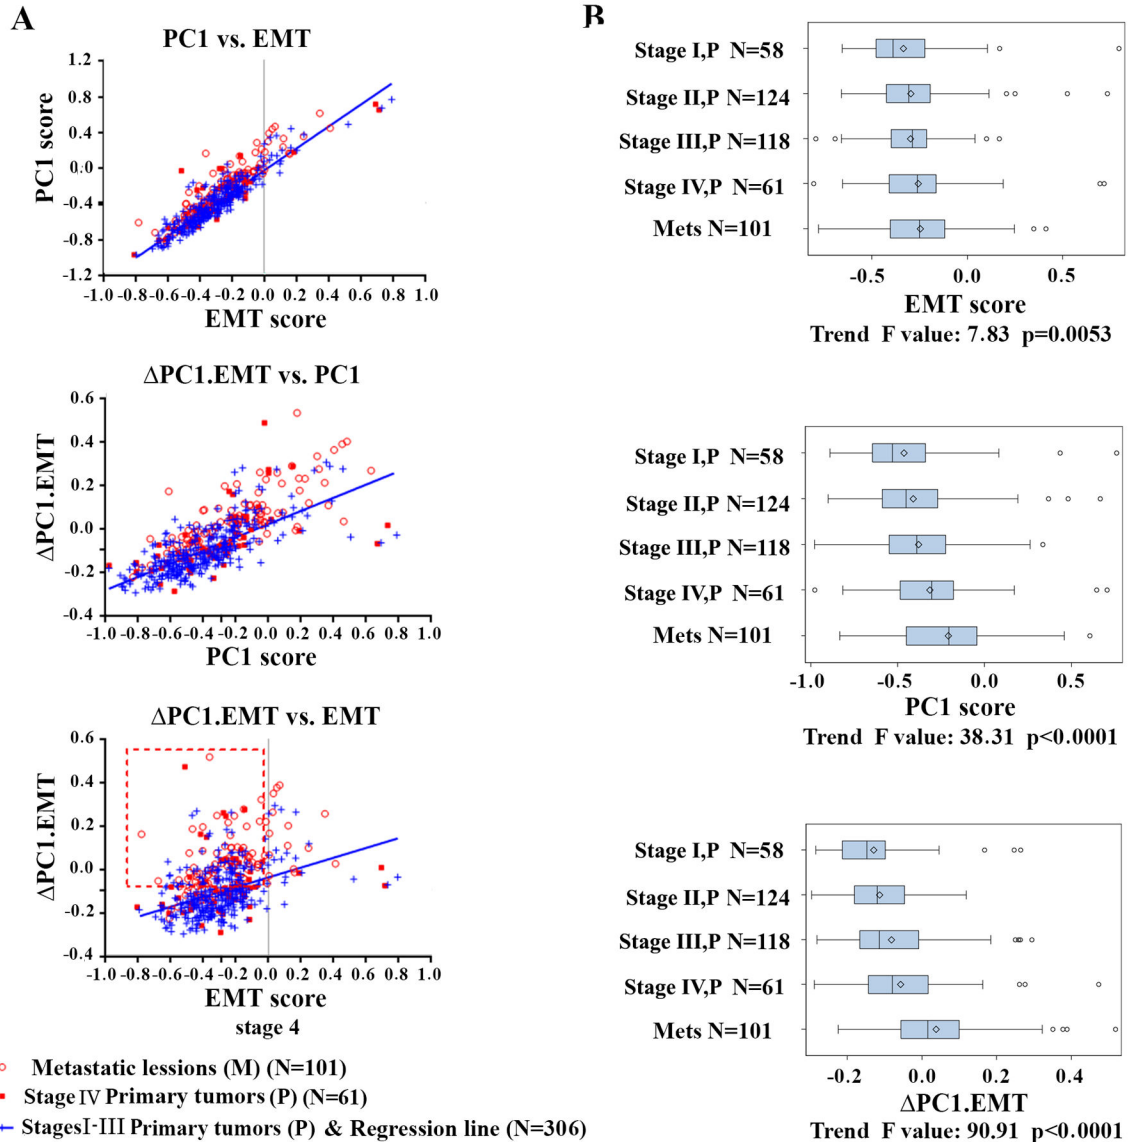 A
PC1 vs. EMT
1.2
0.8
0.4
0.0
-0.4
-0.8
-1.2
PC1 score
-1.0 -0.8 -0.6 -0.4 -0.2 0.0 0.2 0.4 0.6 0.8 1.0
EMT score
ΔPC1.EMT vs. PC1
0.6
0.4
0.2
0.0
-0.2
-0.4
ΔPC1.EMT
-1.0 -0.8 -0.6 -0.4 -0.2 0.0 0.2 0.4 0.6 0.8 1.0
PC1 score
ΔPC1.EMT vs. EMT
0.6
0.4
0.2
0.0
-0.2
-0.4
ΔPC1.EMT
-1.0 -0.8 -0.6 -0.4 -0.2 0.0 0.2 0.4 0.6 0.8 1.0
EMT score
stage 4
Metastatic lessions (M) (N=101)
Stage IV Primary tumors (P) (N=61)
StagesI-III Primary tumors (P) & Regression line (N=306)
B
Stage I,P N=58
Stage II,P N=124
Stage III,P N=118
Stage IV,P N=61
Mets N=101
-0.5 0.0 0.5
EMT score
Trend F value: 7.83 p=0.0053
Stage I,P N=58
Stage II,P N=124
Stage III,P N=118
Stage IV,P N=61
Mets N=101
-1.0 -0.5 0.0 0.5
PC1 score
Trend F value: 38.31 p<0.0001
Stage I,P N=58
Stage II,P N=124
Stage III,P N=118
Stage IV,P N=61
Mets N=101
-0.2 0.0 0.2 0.4
ΔPC1.EMT
Trend F value: 90.91 p<0.0001